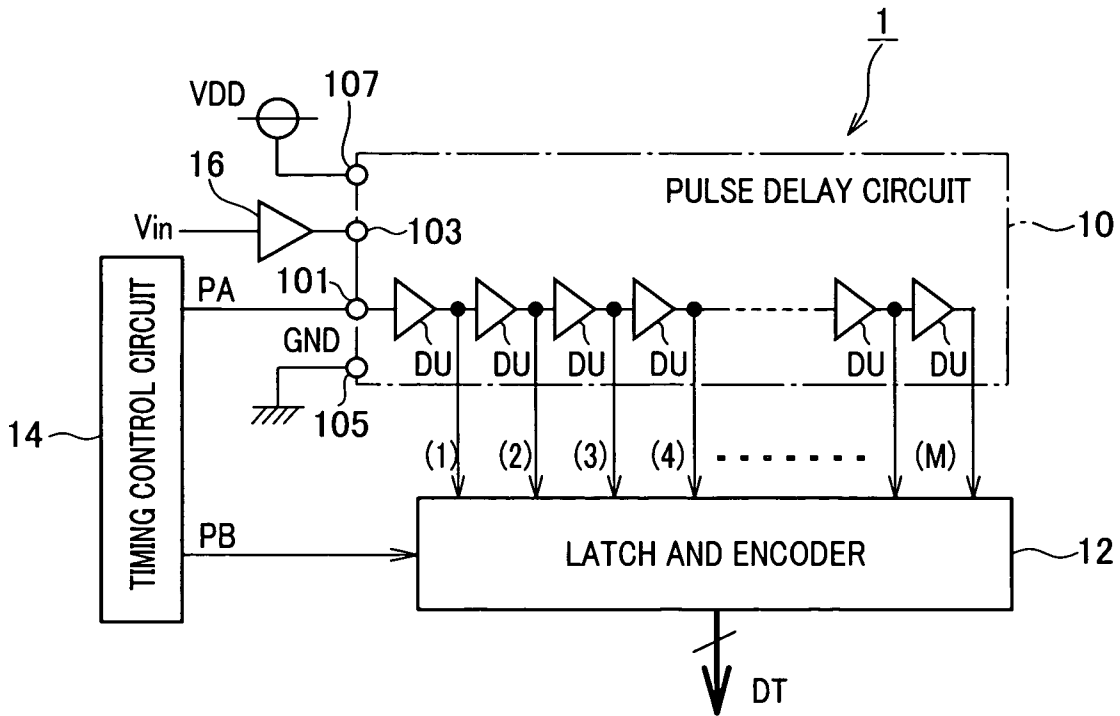 1
107
VDD
16
PULSE DELAY CIRCUIT
10
Vin
103
101
PA
GND
DU DU DU DU DU DU
105
14
TIMING CONTROL CIRCUIT
(1) (2) (3) (4) (M)
PB
LATCH AND ENCODER
12
DT